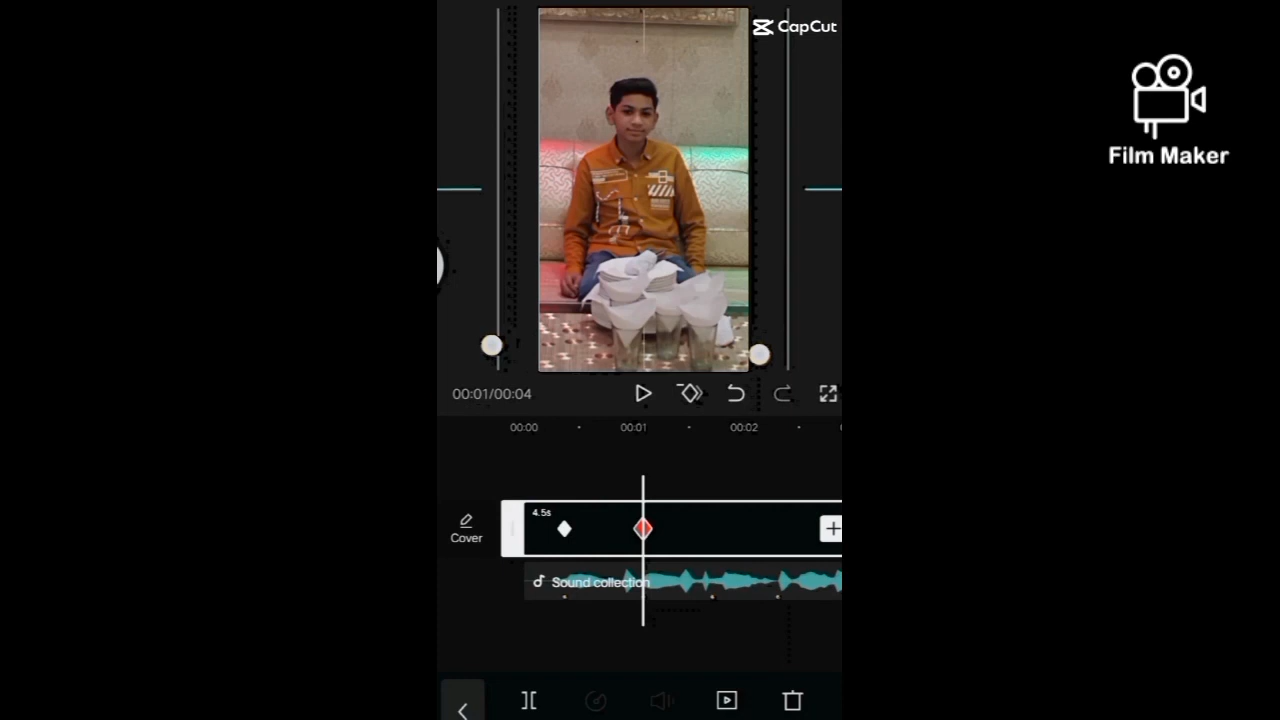 CapCut
Film Maker
00:01/00:04
00:00
00:01
00:02
4.5s
Cover
Sound collection